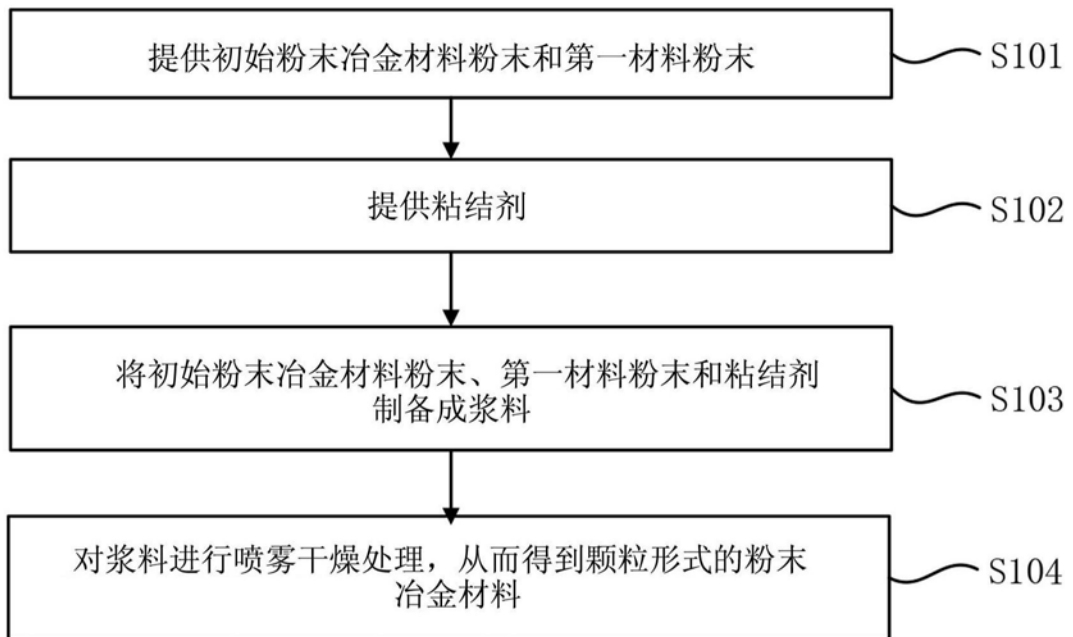 提供初始粉末冶金材料粉末和第一材料粉末
S101
提供粘结剂
S102
将初始粉末冶金材料粉末、第一材料粉末和粘结剂
制备成浆料
S103
对浆料进行喷雾干燥处理，从而得到颗粒形式的粉末
冶金材料
S104